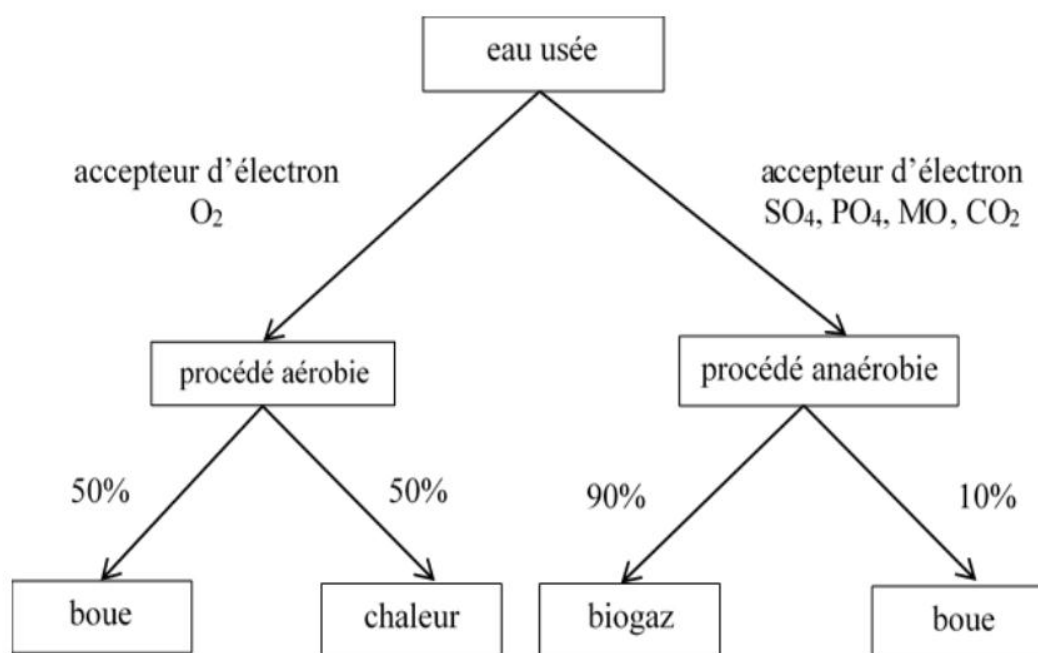 eau usée
accepteur d'électron
O₂
accepteur d'électron
SO₄, PO₄, MO, CO₂
procédé aérobie
procédé anaérobie
50%
50%
90%
10%
boue
chaleur
biogaz
boue